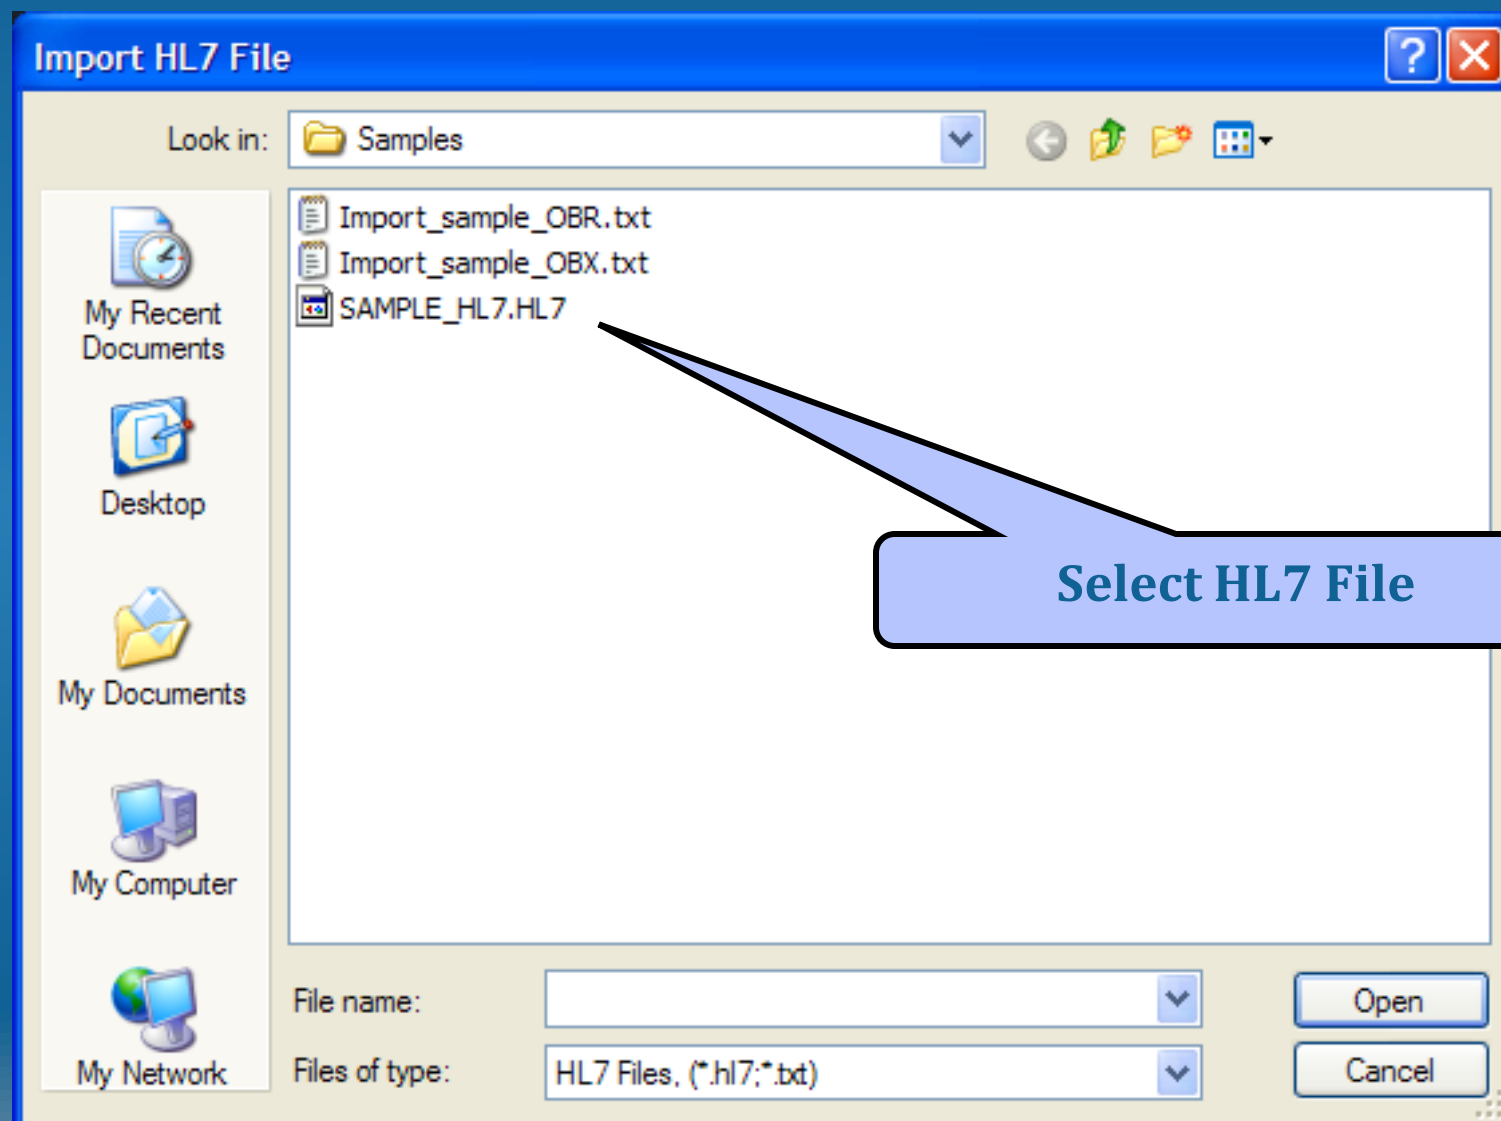 Import HL7 File
Look in:
Samples
Import_sample_OBR.txt
Import_sample_OBX.txt
SAMPLE_HL7.HL7
My Recent
Documents
Desktop
My Documents
My Computer
My Network
Select HL7 File
File name:
Open
Files of type:
HL7 Files, (*.hl7;*.txt)
Cancel